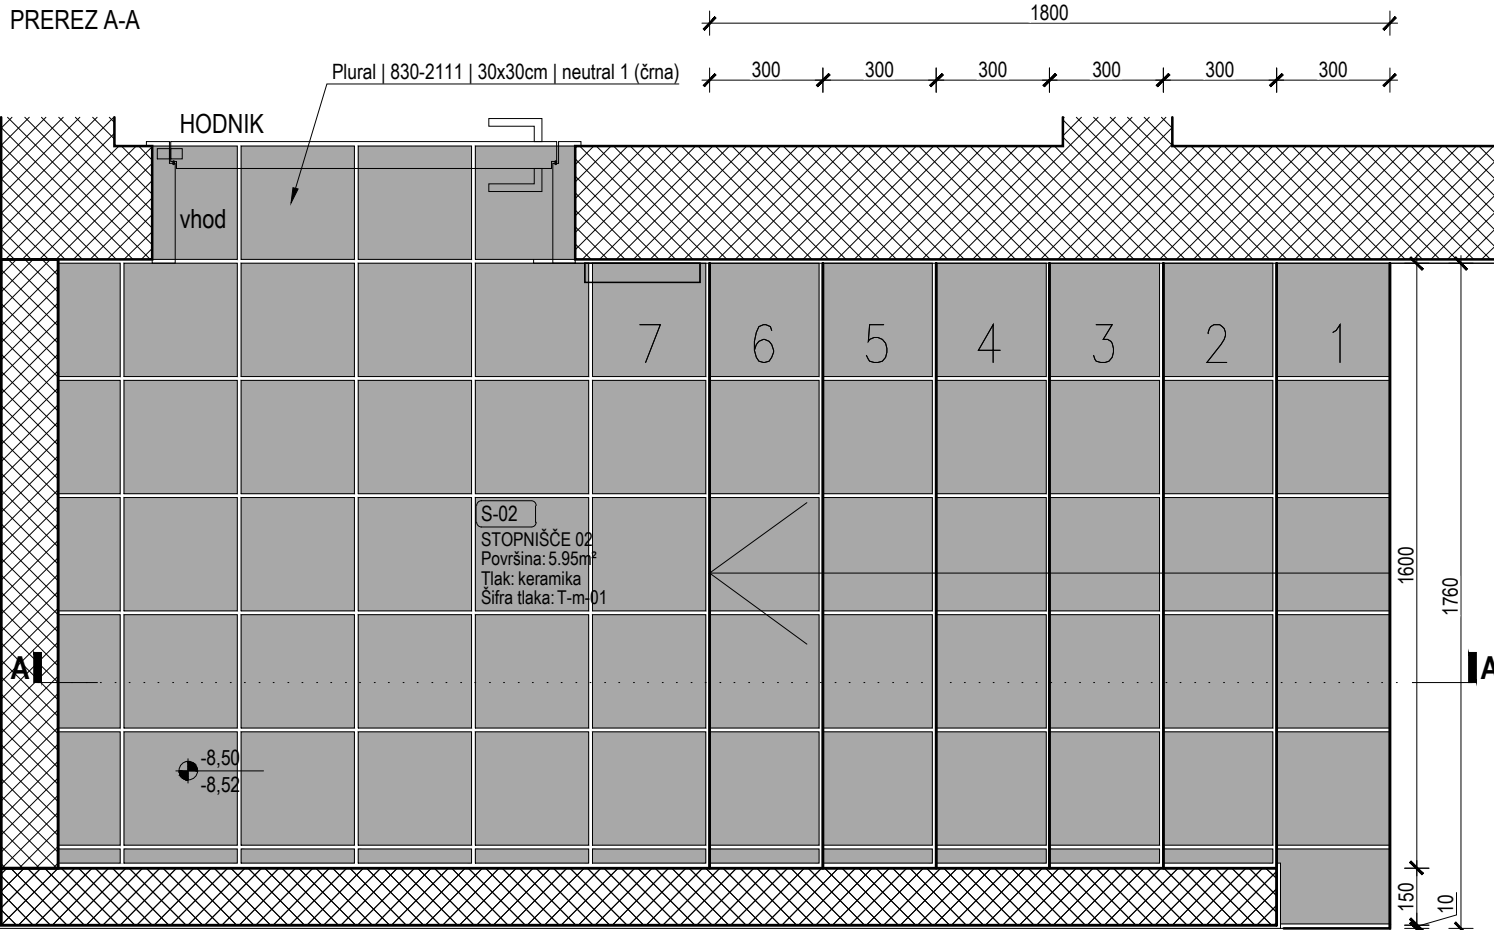 PREREZ A-A
1800
Plural | 830-2111 | 30x30cm | neutral 1 (črna)
300 300 300 300 300 300
HODNIK
vhod
7 6 5 4 3 2 1
S-02
STOPNIŠČE 02
Površina: 5.95m²
Tlak: keramika
Šifra tlaka: T-m-01
1600
1760
A A
-8,50
-8,52
150
10